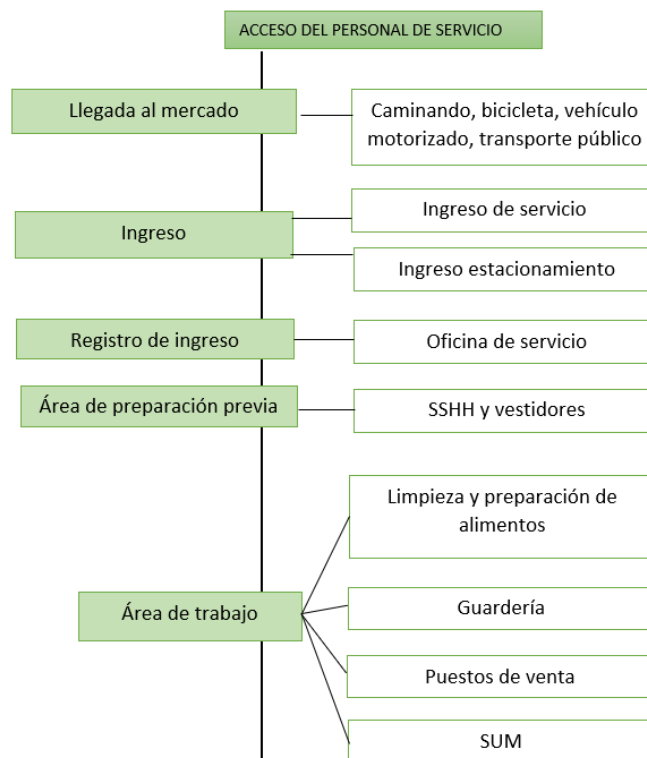 ACCESO DEL PERSONAL DE SERVICIO
Llegada al mercado
Caminando, bicicleta, vehículo
motorizado, transporte público
Ingreso
Ingreso de servicio
Ingreso estacionamiento
Registro de ingreso
Oficina de servicio
Área de preparación previa
SSHH y vestidores
Área de trabajo
Limpieza y preparación de
alimentos
Guardería
Puestos de venta
SUM